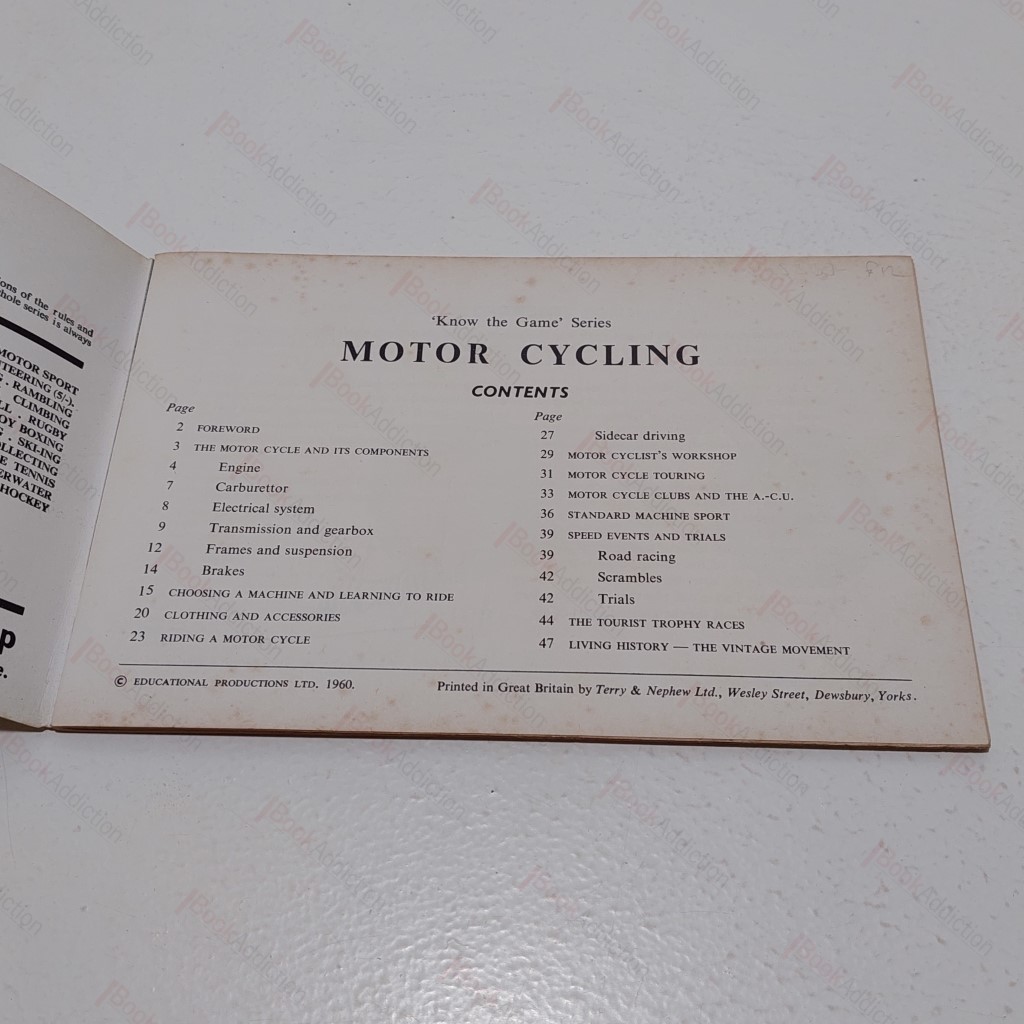 ons of the rules and
hole series is always
MOTOR SPORT
TEERING (5/-).
. RAMBLING
CLIMBING
LL . RUGBY
OY BOXING
. SKI-ING
OLLECTING
E TENNIS
ERWATER
HOCKEY
p
e.
'Know the Game' Series
MOTOR CYCLING
CONTENTS
Page
2 FOREWORD
3 THE MOTOR CYCLE AND ITS COMPONENTS
4 Engine
7 Carburettor
8 Electrical system
9 Transmission and gearbox
12 Frames and suspension
14 Brakes
15 CHOOSING A MACHINE AND LEARNING TO RIDE
20 CLOTHING AND ACCESSORIES
23 RIDING A MOTOR CYCLE
Page
27 Sidecar driving
29 MOTOR CYCLIST'S WORKSHOP
31 MOTOR CYCLE TOURING
33 MOTOR CYCLE CLUBS AND THE A.-C.U.
36 STANDARD MACHINE SPORT
39 SPEED EVENTS AND TRIALS
39 Road racing
42 Scrambles
42 Trials
44 THE TOURIST TROPHY RACES
47 LIVING HISTORY — THE VINTAGE MOVEMENT
© EDUCATIONAL PRODUCTIONS LTD. 1960.
Printed in Great Britain by Terry & Nephew Ltd., Wesley Street, Dewsbury, Yorks.
BookAddiction